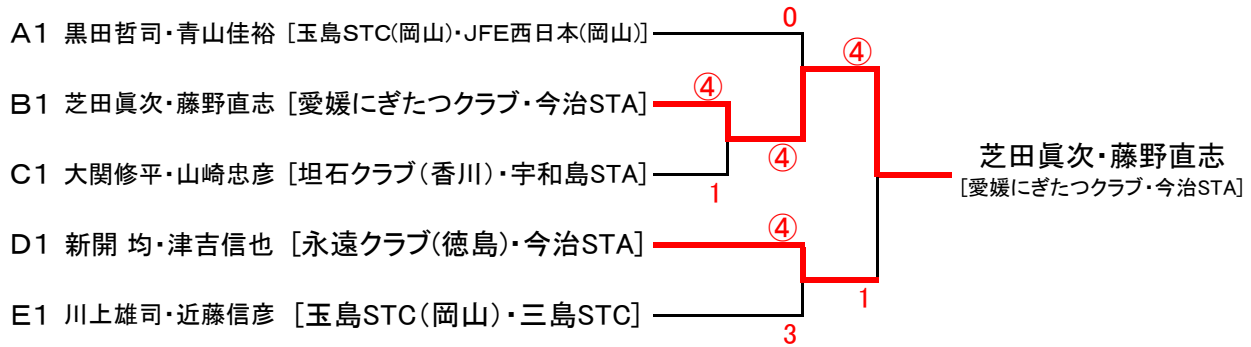 0
A1 黒田哲司・青山佳裕 [玉島STC(岡山)・JFE西日本(岡山)]
④
B1 芝田眞次・藤野直志 [愛媛にぎたつクラブ・今治STA]
④
④
芝田眞次・藤野直志
[愛媛にぎたつクラブ・今治STA]
C1 大関修平・山崎忠彦 [坦石クラブ(香川)・宇和島STA]
1
④
D1 新開 均・津吉信也 [永遠クラブ(徳島)・今治STA]
1
E1 川上雄司・近藤信彦 [玉島STC(岡山)・三島STC]
3